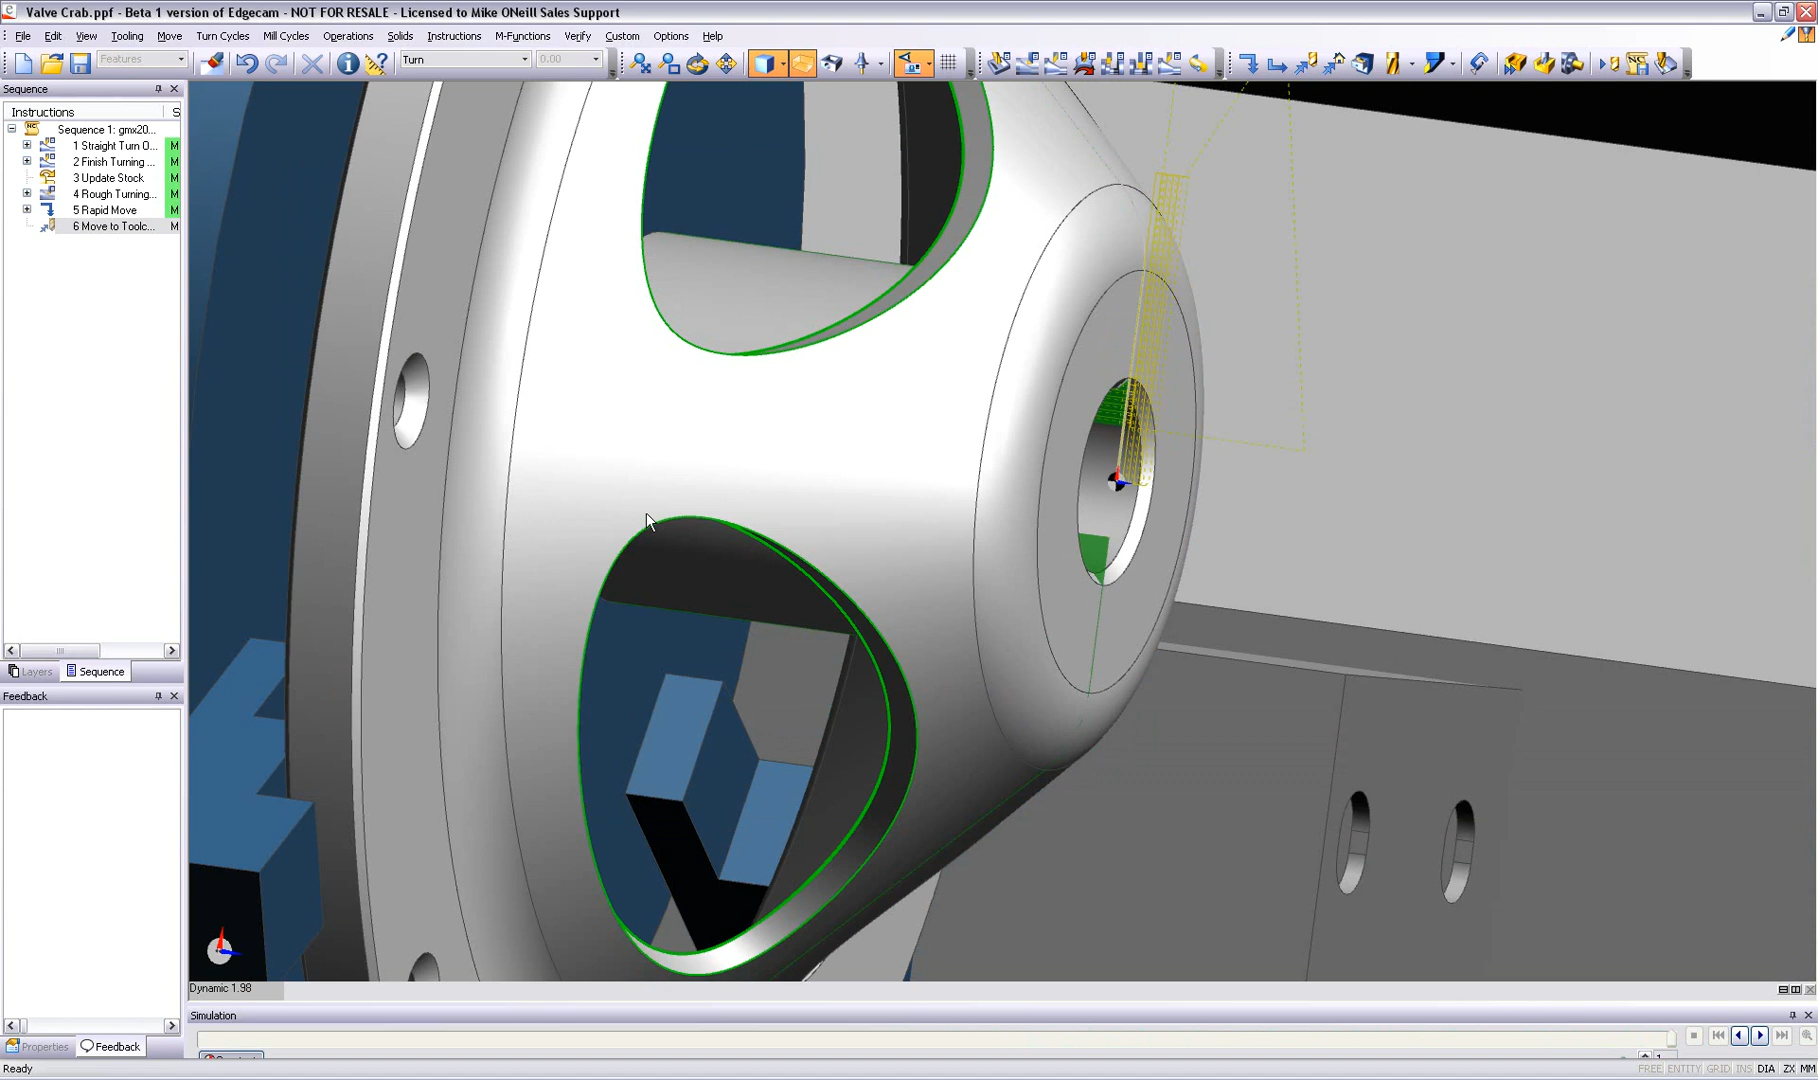 Valve Crab.ppf - Beta 1 version of Edgecam - NOT FOR RESALE - Licensed to Mike ONeill Sales Support
File Edit View Tooling Move Turn Cycles Mill Cycles Operations Solids Instructions M-Functions Verify Custom Options Help
Features Turn 0.00
Sequence
Instructions S
Sequence 1: gmx20...
1 Straight Turn O... M
2 Finish Turning ... M
3 Update Stock M
4 Rough Turning... M
5 Rapid Move M
6 Move to Toolc... M
Layers Sequence
Feedback
Dynamic 1.98
Simulation
Properties Feedback
Ready FREE ENTITY GRID INS DIA ZX MM